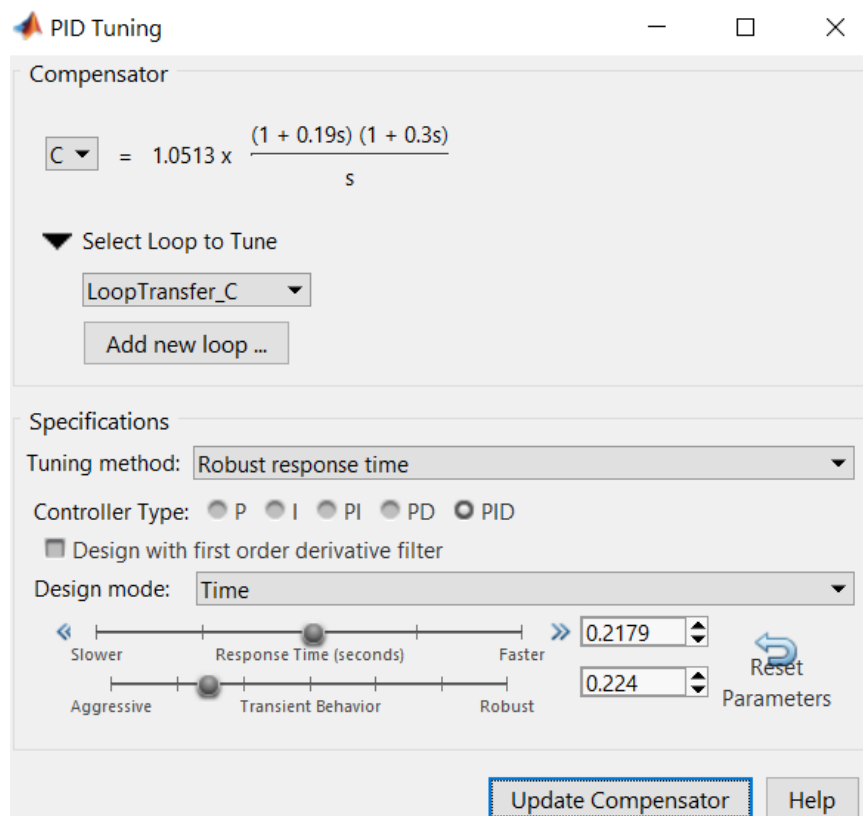 PID Tuning
Compensator
(1 + 0.19s) (1 + 0.3s)
C = 1.0513 x
s
Select Loop to Tune
LoopTransfer_C
Add new loop ...
Specifications
Tuning method: Robust response time
Controller Type: P I PI PD PID
Design with first order derivative filter
Design mode: Time
0.2179
Slower Response Time (seconds) Faster
0.224
Aggressive Transient Behavior Robust
Reset
Parameters
Update Compensator Help